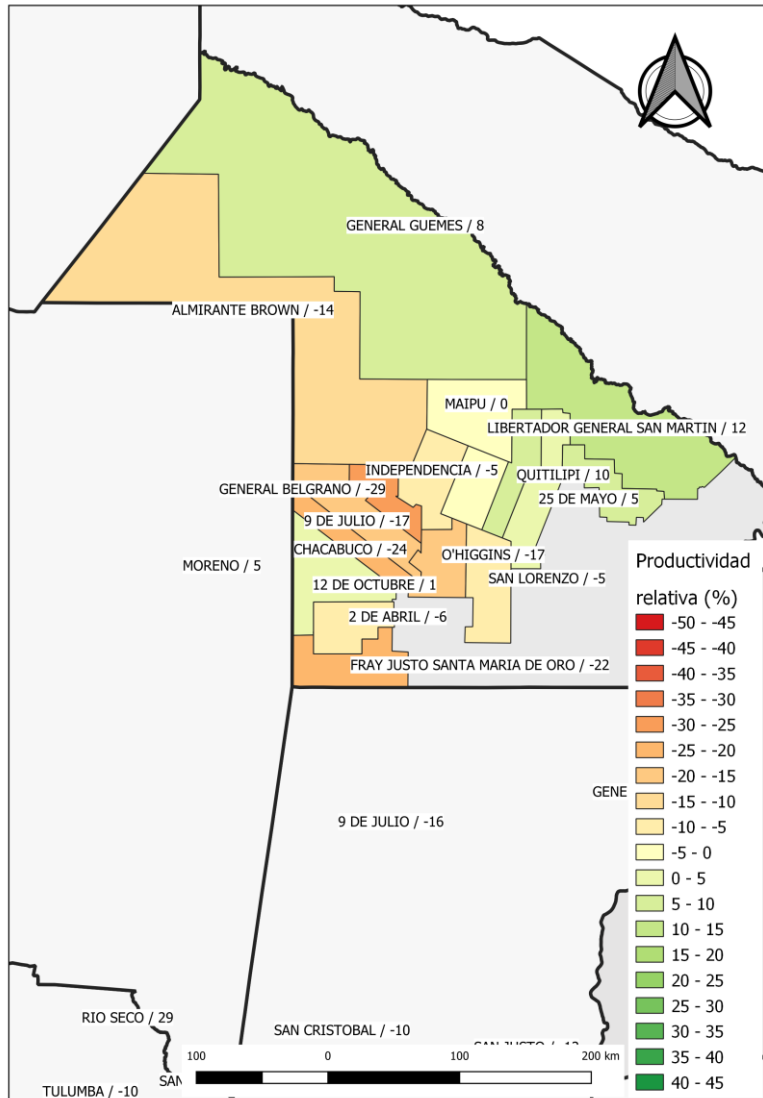 GENERAL GUEMES / 8
ALMIRANTE BROWN / -14
MAIPU / 0
LIBERTADOR GENERAL SAN MARTIN / 12
INDEPENDENCIA / -5
QUITILIPI / 10
GENERAL BELGRANO / -29
25 DE MAYO / 5
9 DE JULIO / -17
CHACABUCO / -24
O'HIGGINS / -17
MORENO / 5
SAN LORENZO / -5
12 DE OCTUBRE / 1
2 DE ABRIL / -6
FRAY JUSTO SANTA MARIA DE ORO / -22
GENE
9 DE JULIO / -16
RIO SECO / 29
SAN CRISTOBAL / -10
SAN
TULUMBA / -10
Productividad
relativa (%)
-50 - -45
-45 - -40
-40 - -35
-35 - -30
-30 - -25
-25 - -20
-20 - -15
-15 - -10
-10 - -5
-5 - 0
0 - 5
5 - 10
10 - 15
15 - 20
20 - 25
25 - 30
30 - 35
35 - 40
40 - 45
100 0 100 200 km